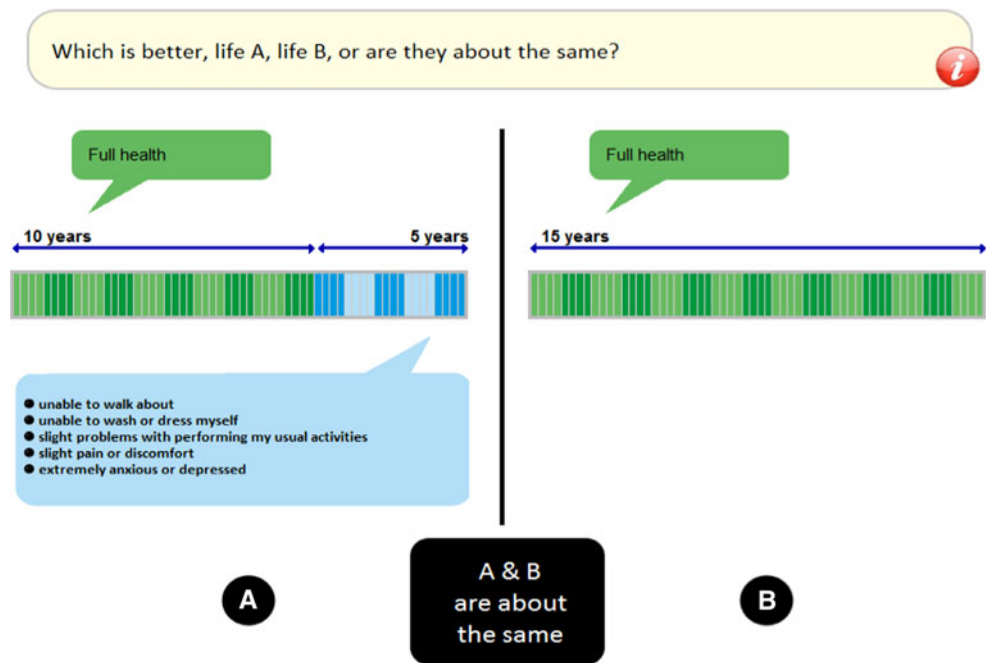 Which is better, life A, life B, or are they about the same?
i
Full health
10 years
5 years
● unable to walk about
● unable to wash or dress myself
● slight problems with performing my usual activities
● slight pain or discomfort
● extremely anxious or depressed
Full health
15 years
A
A & B
are about
the same
B